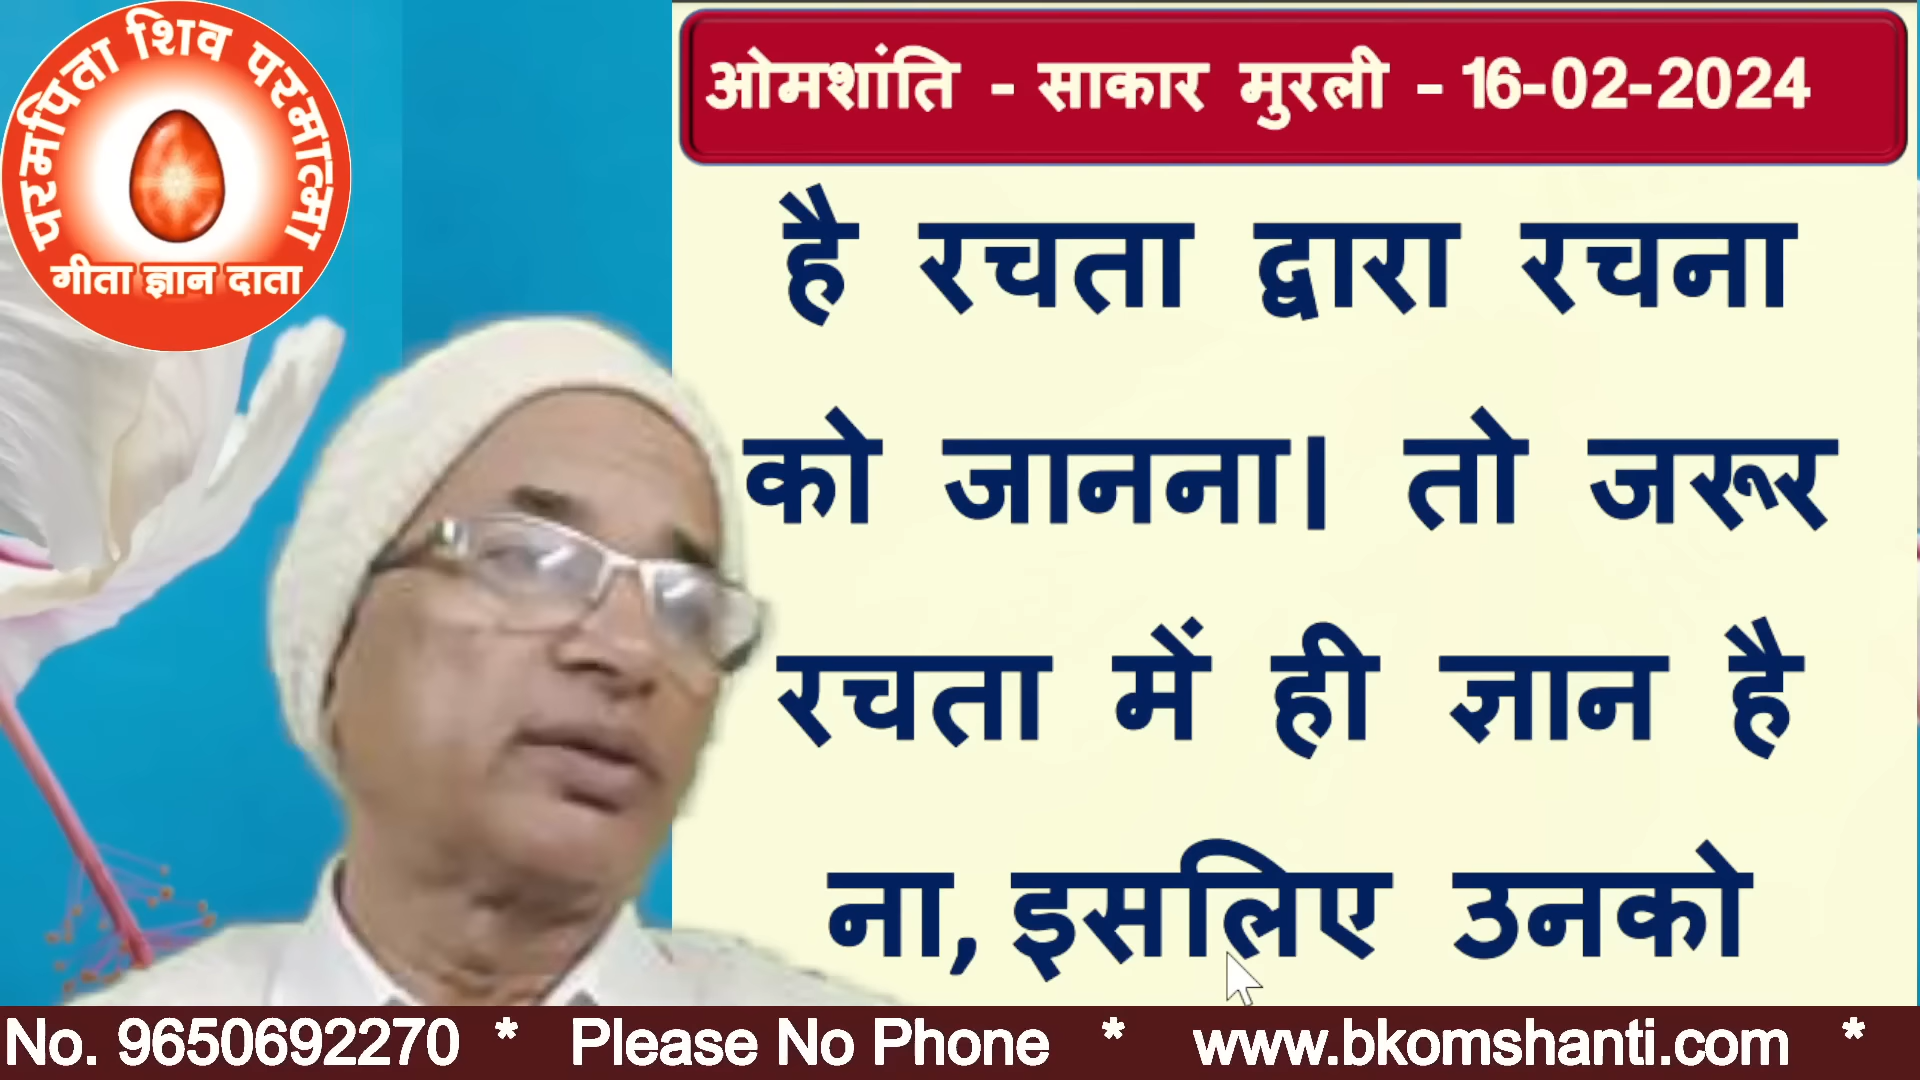 परमपिता शिव परमात्मा
गीता ज्ञान दाता
ओमशांति - साकार मुरली - 16-02-2024
है रचता द्वारा रचना
को जानना। तो जरूर
रचता में ही ज्ञान है
ना, इसलिए उनको
No. 9650692270 * Please No Phone * www.bkomshanti.com *